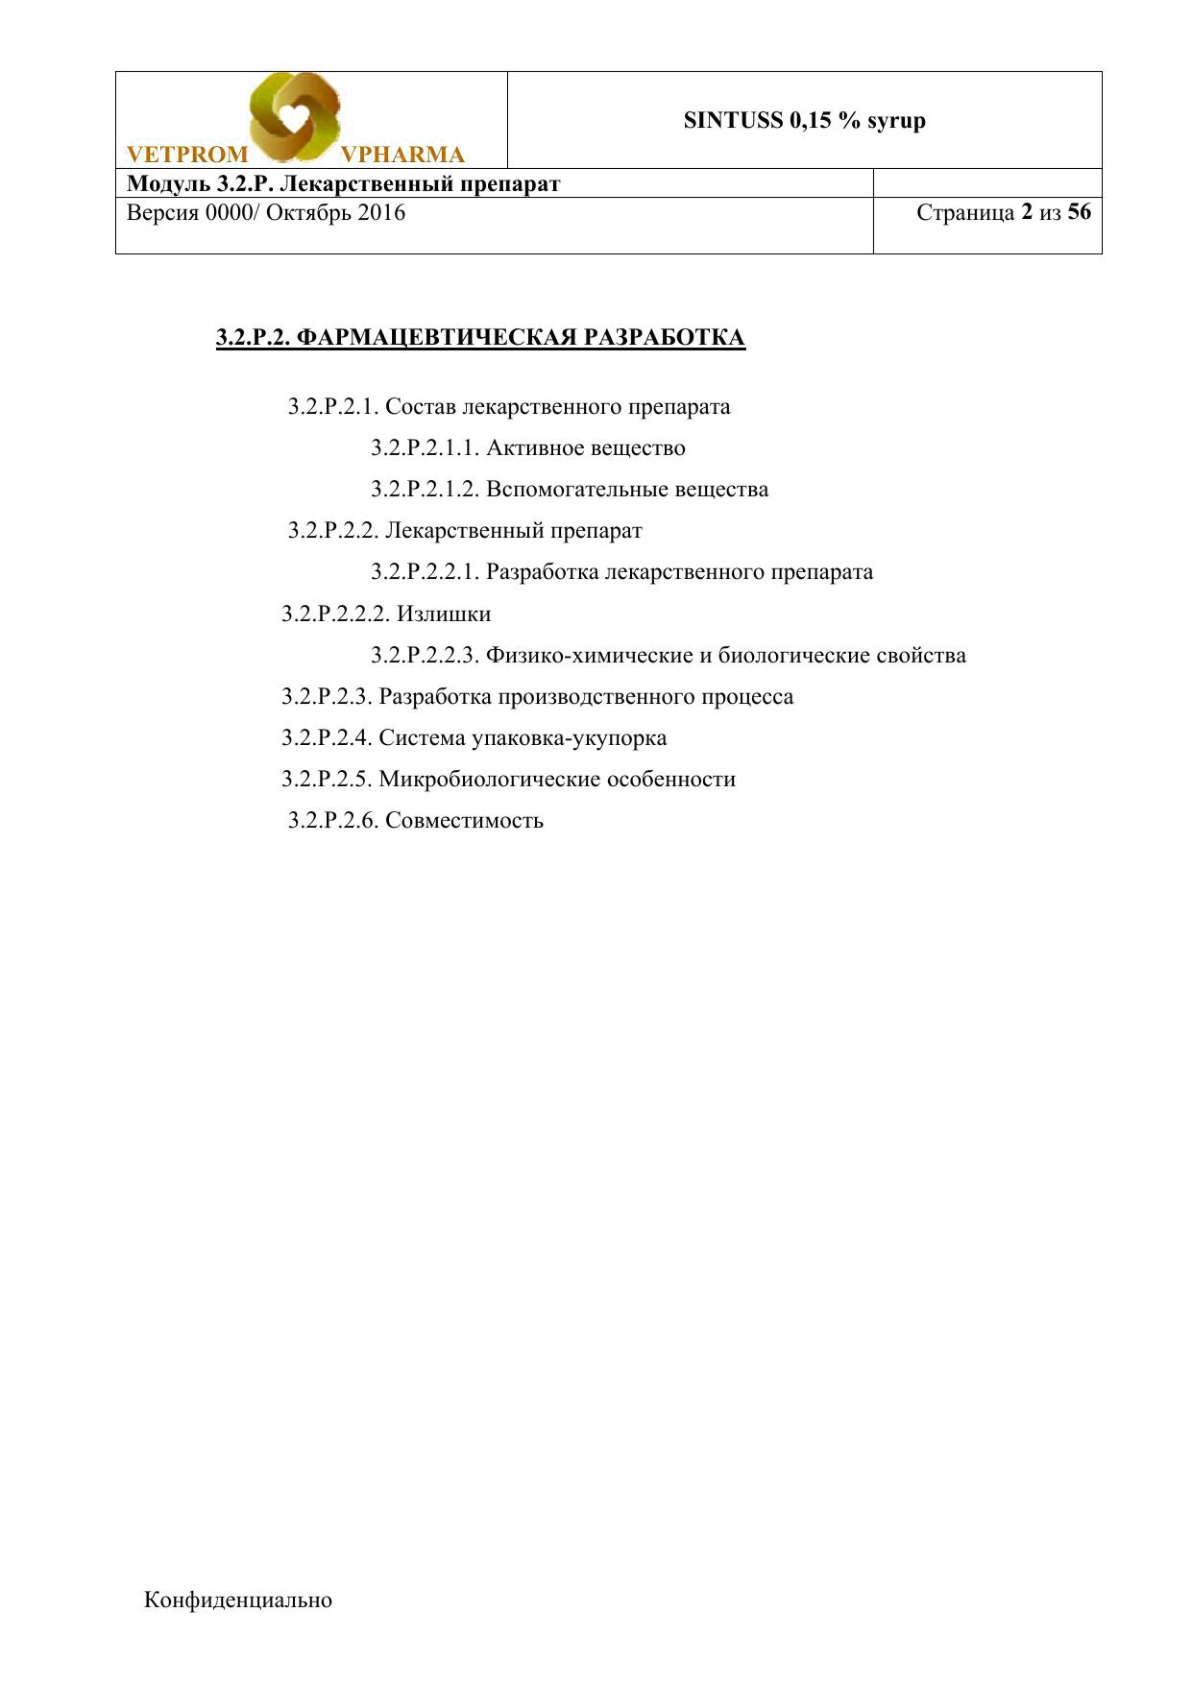 VETPROM VPHARMA
SINTUSS 0,15 % syrup
Модуль 3.2.Р. Лекарственный препарат
Версия 0000/ Октябрь 2016
Страница 2 из 56
3.2.Р.2. ФАРМАЦЕВТИЧЕСКАЯ РАЗРАБОТКА
3.2.Р.2.1. Состав лекарственного препарата
3.2.Р.2.1.1. Активное вещество
3.2.Р.2.1.2. Вспомогательные вещества
3.2.Р.2.2. Лекарственный препарат
3.2.Р.2.2.1. Разработка лекарственного препарата
3.2.Р.2.2.2. Излишки
3.2.Р.2.2.3. Физико-химические и биологические свойства
3.2.Р.2.3. Разработка производственного процесса
3.2.Р.2.4. Система упаковка-укупорка
3.2.Р.2.5. Микробиологические особенности
3.2.Р.2.6. Совместимость
Конфиденциально